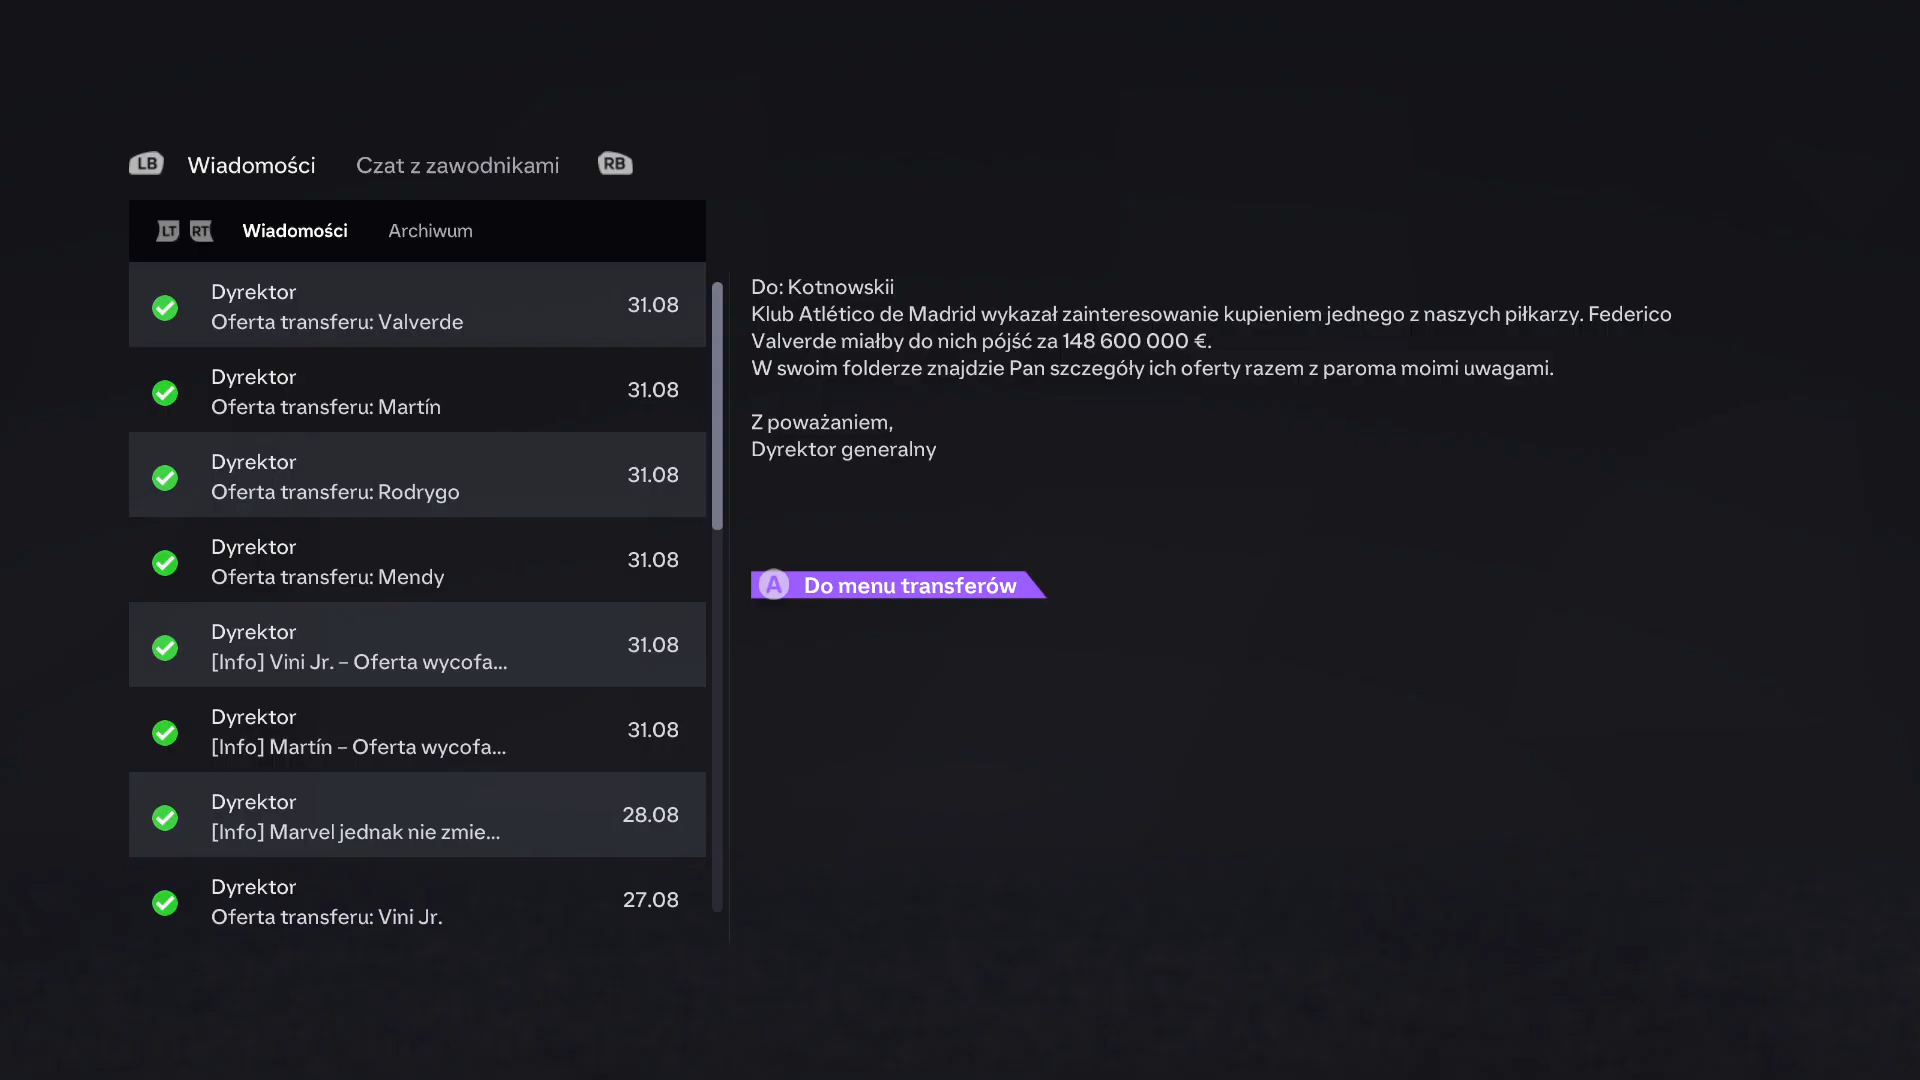 LB Wiadomości Czat z zawodnikami RB
LT RT Wiadomości Archiwum
Dyrektor
Oferta transferu: Valverde
31.08
Dyrektor
Oferta transferu: Martín
31.08
Dyrektor
Oferta transferu: Rodrygo
31.08
Dyrektor
Oferta transferu: Mendy
31.08
Dyrektor
[Info] Vini Jr. – Oferta wycofa...
31.08
Dyrektor
[Info] Martín – Oferta wycofa...
31.08
Dyrektor
[Info] Marvel jednak nie zmie...
28.08
Dyrektor
Oferta transferu: Vini Jr.
27.08
Do: Kotnowskii
Klub Atlético de Madrid wykazał zainteresowanie kupieniem jednego z naszych piłkarzy. Federico
Valverde miałby do nich pójść za 148 600 000 €.
W swoim folderze znajdzie Pan szczegóły ich oferty razem z paroma moimi uwagami.
Z poważaniem,
Dyrektor generalny
A Do menu transferów